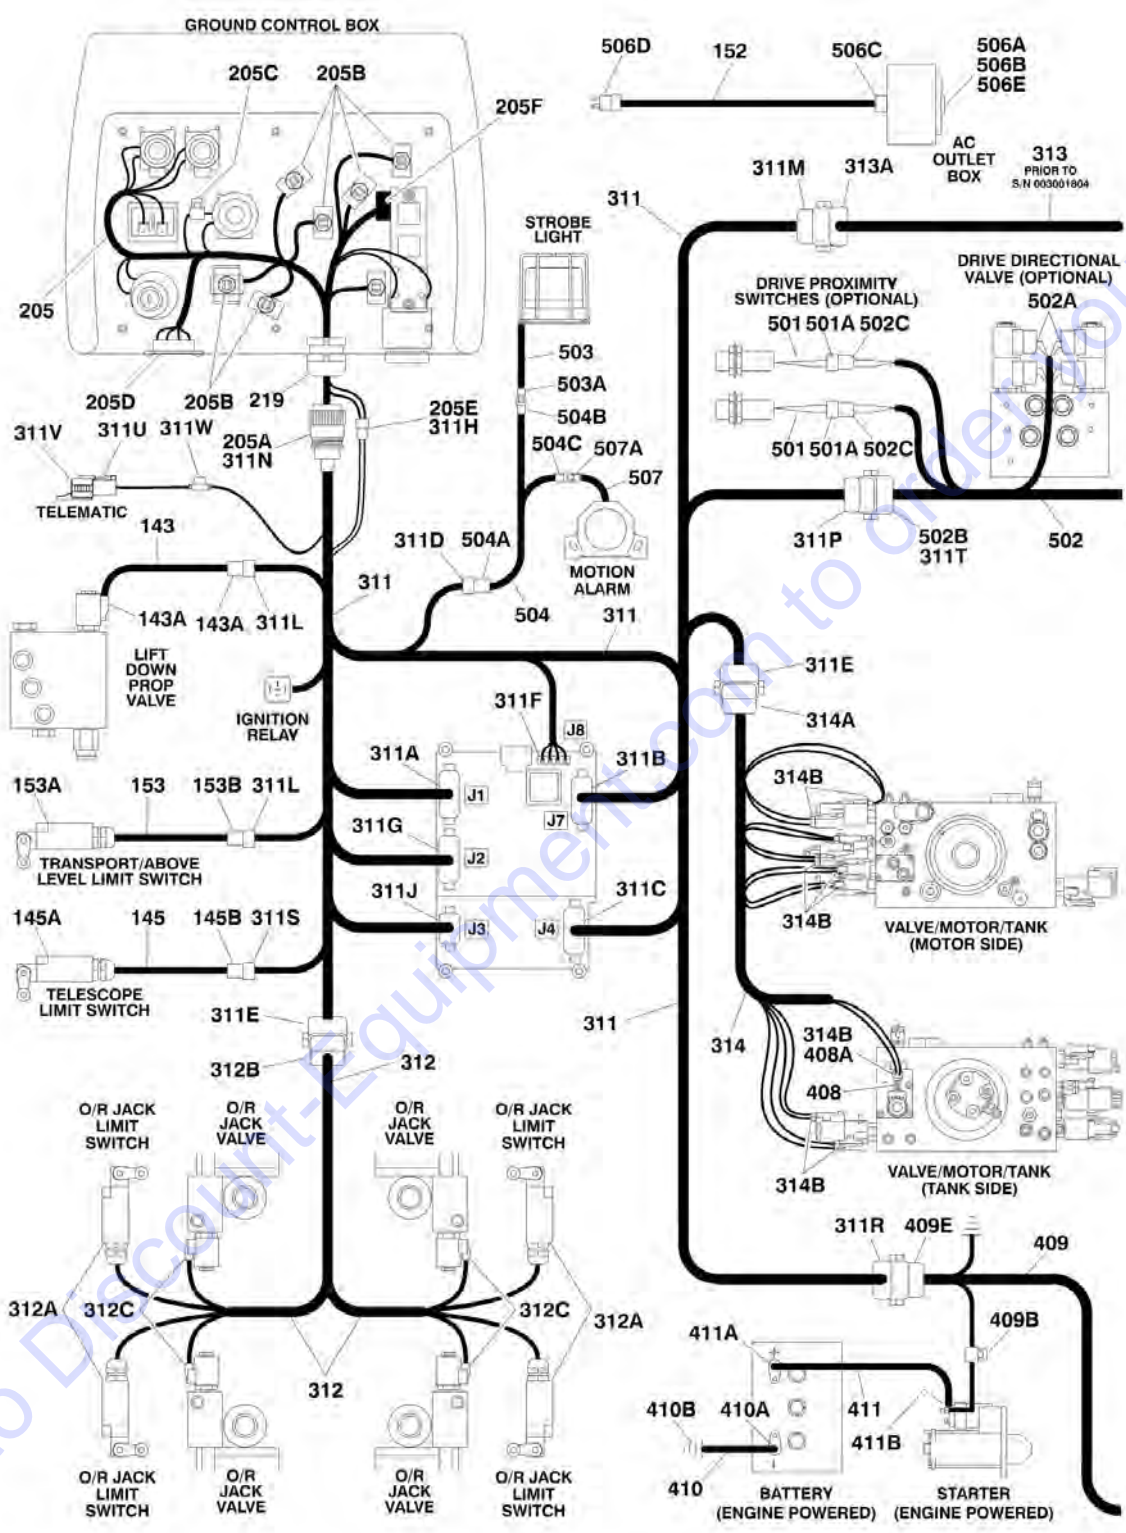 GROUND CONTROL BOX
205C
205B
205F
205
205D
205B
219
506D
152
506C
506A
506B
506E
AC
OUTLET
BOX
311
311M
313A
313
PRIOR TO
S/N 003001804
STROBE
LIGHT
DRIVE PROXIMITY
SWITCHES (OPTIONAL)
DRIVE DIRECTIONAL
VALVE (OPTIONAL)
502A
501
501A
502C
501
501A
502C
503
503A
504B
504C
507A
507
MOTION
ALARM
311D
504A
504
205E
311H
205A
311N
311V
311U
311W
TELEMATIC
311P
502B
311T
502
143
143A
143A
311L
LIFT
DOWN
PROP
VALVE
311
311
IGNITION
RELAY
311E
314A
311F
J8
311A
J1
311B
J7
311G
J2
311J
J3
J4
311C
153A
153
153B
311L
TRANSPORT/ABOVE
LEVEL LIMIT SWITCH
145A
145
145B
311S
TELESCOPE
LIMIT SWITCH
314B
314B
VALVE/MOTOR/TANK
(MOTOR SIDE)
311E
312B
312
311
314
314B
408A
408
314B
VALVE/MOTOR/TANK
(TANK SIDE)
O/R JACK
LIMIT
SWITCH
O/R
JACK
VALVE
O/R
JACK
VALVE
O/R JACK
LIMIT
SWITCH
312A
312C
312C
312A
312
O/R JACK
LIMIT
SWITCH
O/R
JACK
VALVE
O/R
JACK
VALVE
O/R JACK
LIMIT
SWITCH
311R
409E
409
409B
411A
411
411B
410B
410A
410
BATTERY
(ENGINE POWERED)
STARTER
(ENGINE POWERED)
to Discount-Equipment.com to order you